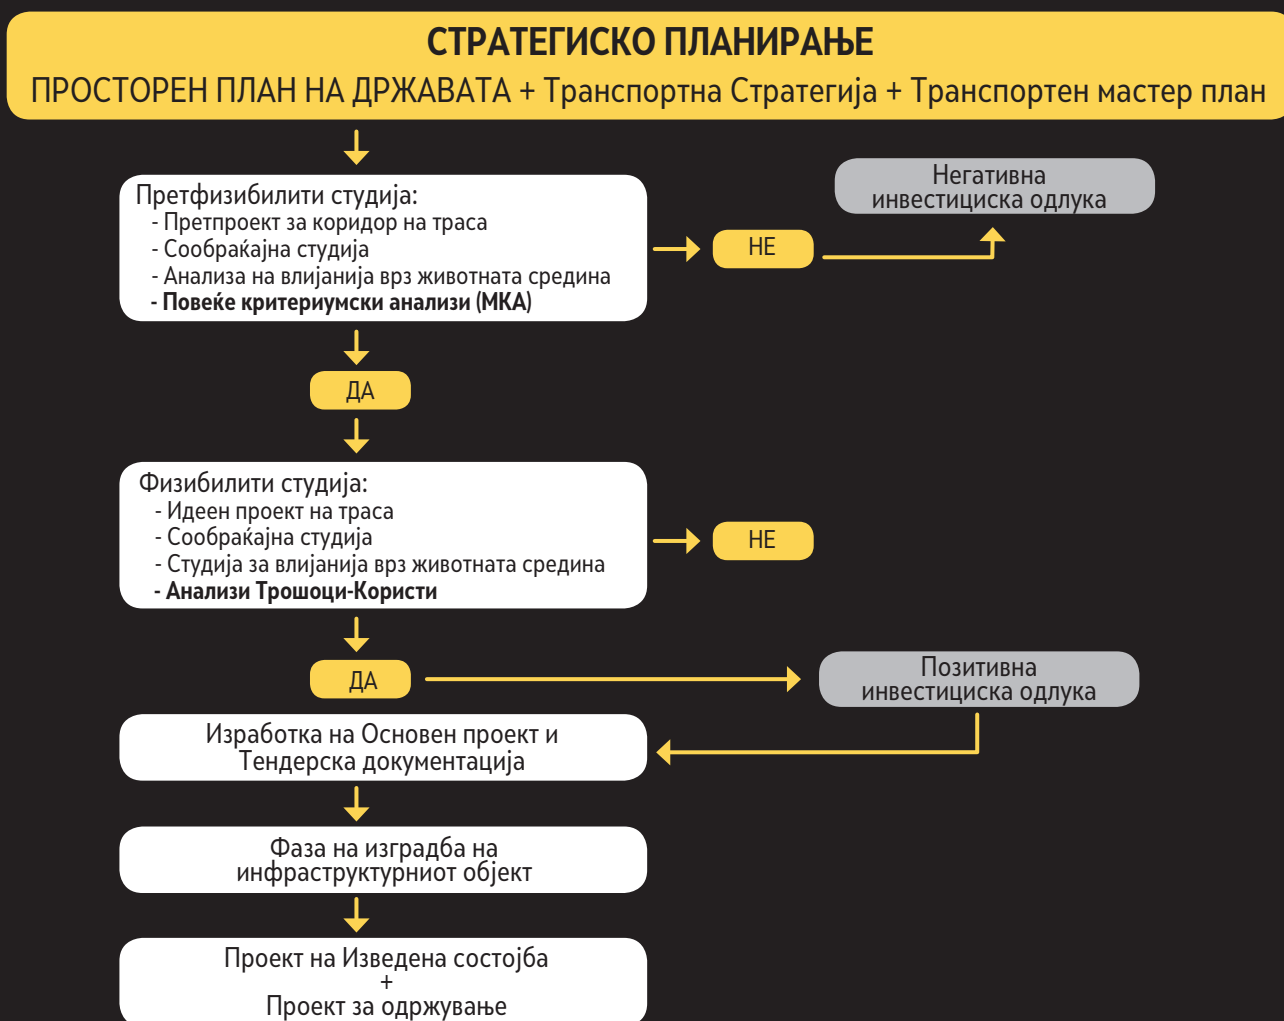 СТРАТЕГИСКО ПЛАНИРАЊЕ
ПРОСТОРЕН ПЛАН НА ДРЖАВАТА + Транспортна Стратегија + Транспортен мастер план
Претфизибилити студија:
- Претпроект за коридор на траса
- Сообраќајна студија
- Анализа на влијанија врз животната средина
- Повеќе критериумски анализи (МКА)
НЕ
Негативна
инвестициска одлука
ДА
Физибилити студија:
- Идеен проект на траса
- Сообраќајна студија
- Студија за влијанија врз животната средина
- Анализи Трошоци-Користи
НЕ
ДА
Позитивна
инвестициска одлука
Изработка на Основен проект и
Тендерска документација
Фаза на изградба на
инфраструктурниот објект
Проект на Изведена состојба
+
Проект за одржување